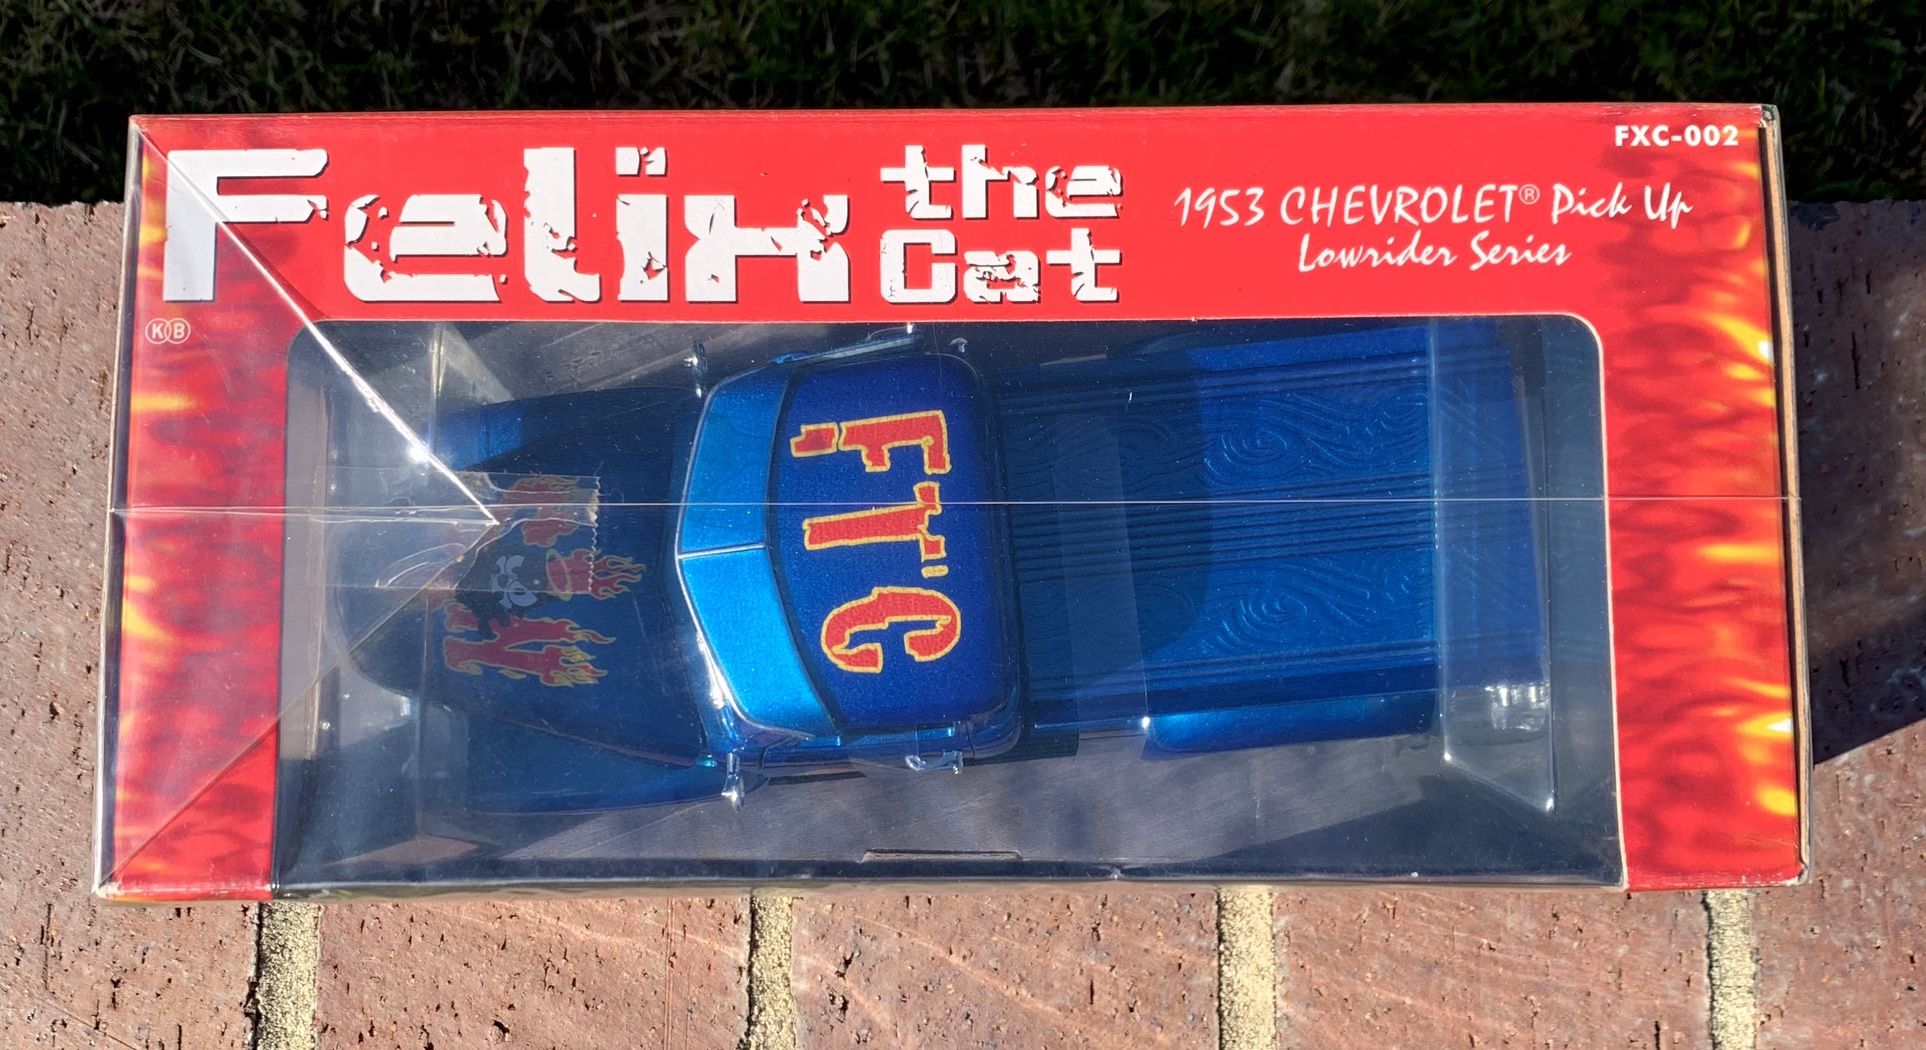 FXC-002
Felix the Cat
1953 CHEVROLET® Pick Up
Lowrider Series
KB
FTC